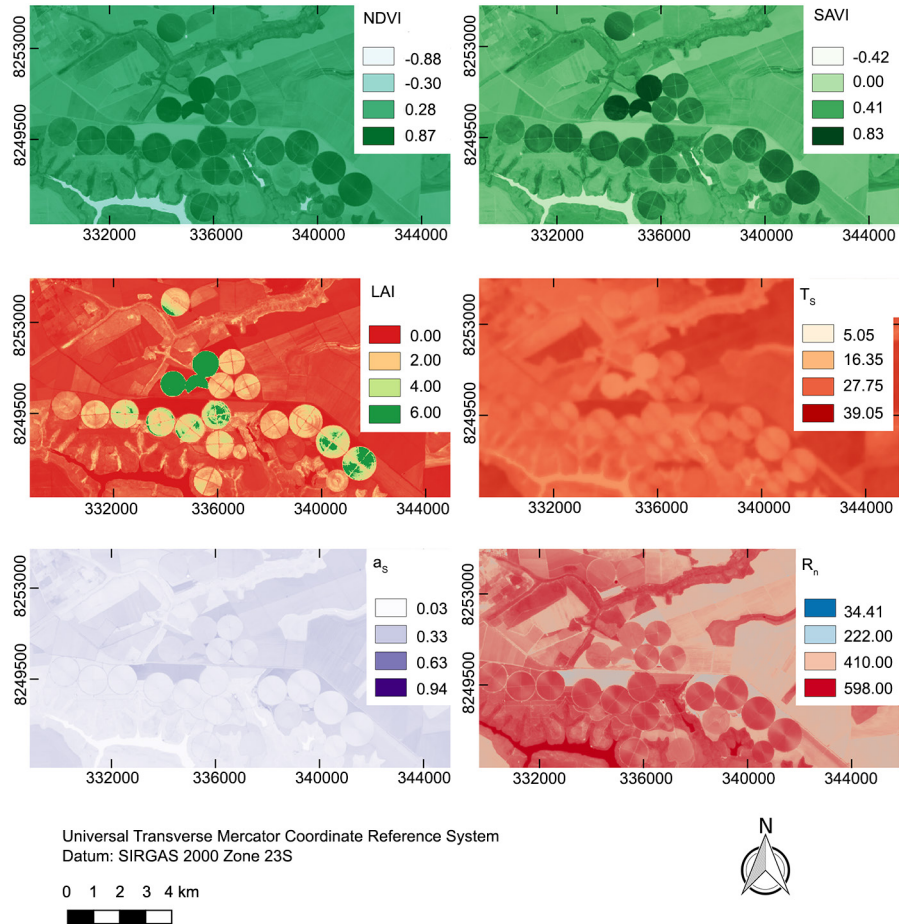 NDVI
-0.88
-0.30
0.28
0.87
8253000
8249500
332000 336000 340000 344000
SAVI
-0.42
0.00
0.41
0.83
8253000
8249500
332000 336000 340000 344000
LAI
0.00
2.00
4.00
6.00
8253000
8249500
332000 336000 340000 344000
Ts
5.05
16.35
27.75
39.05
8253000
8249500
332000 336000 340000 344000
as
0.03
0.33
0.63
0.94
8253000
8249500
332000 336000 340000 344000
Rn
34.41
222.00
410.00
598.00
8253000
8249500
332000 336000 340000 344000
Universal Transverse Mercator Coordinate Reference System
Datum: SIRGAS 2000 Zone 23S
0 1 2 3 4 km
N